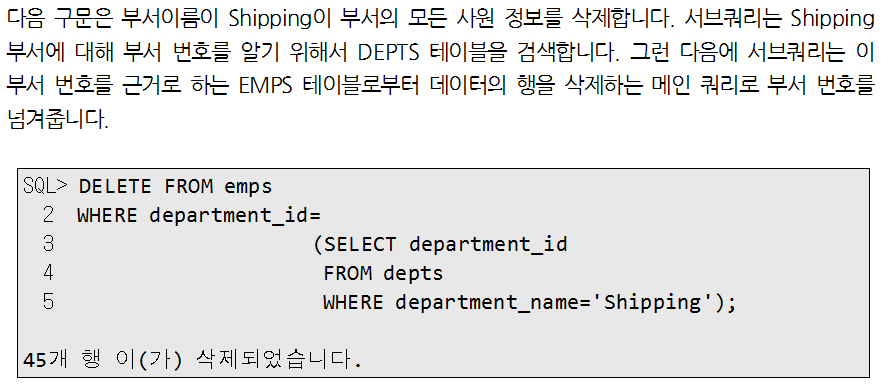 다음 구문은 부서이름이 Shipping이 부서의 모든 사원 정보를 삭제합니다. 서브쿼리는 Shipping
부서에 대해 부서 번호를 알기 위해서 DEPTS 테이블을 검색합니다. 그런 다음에 서브쿼리는 이
부서 번호를 근거로 하는 EMPS 테이블로부터 데이터의 행을 삭제하는 메인 쿼리로 부서 번호를
넘겨줍니다.
SQL> DELETE FROM emps
2 WHERE department_id=
3 (SELECT department_id
4 FROM depts
5 WHERE department_name='Shipping');
45개 행 이(가) 삭제되었습니다.